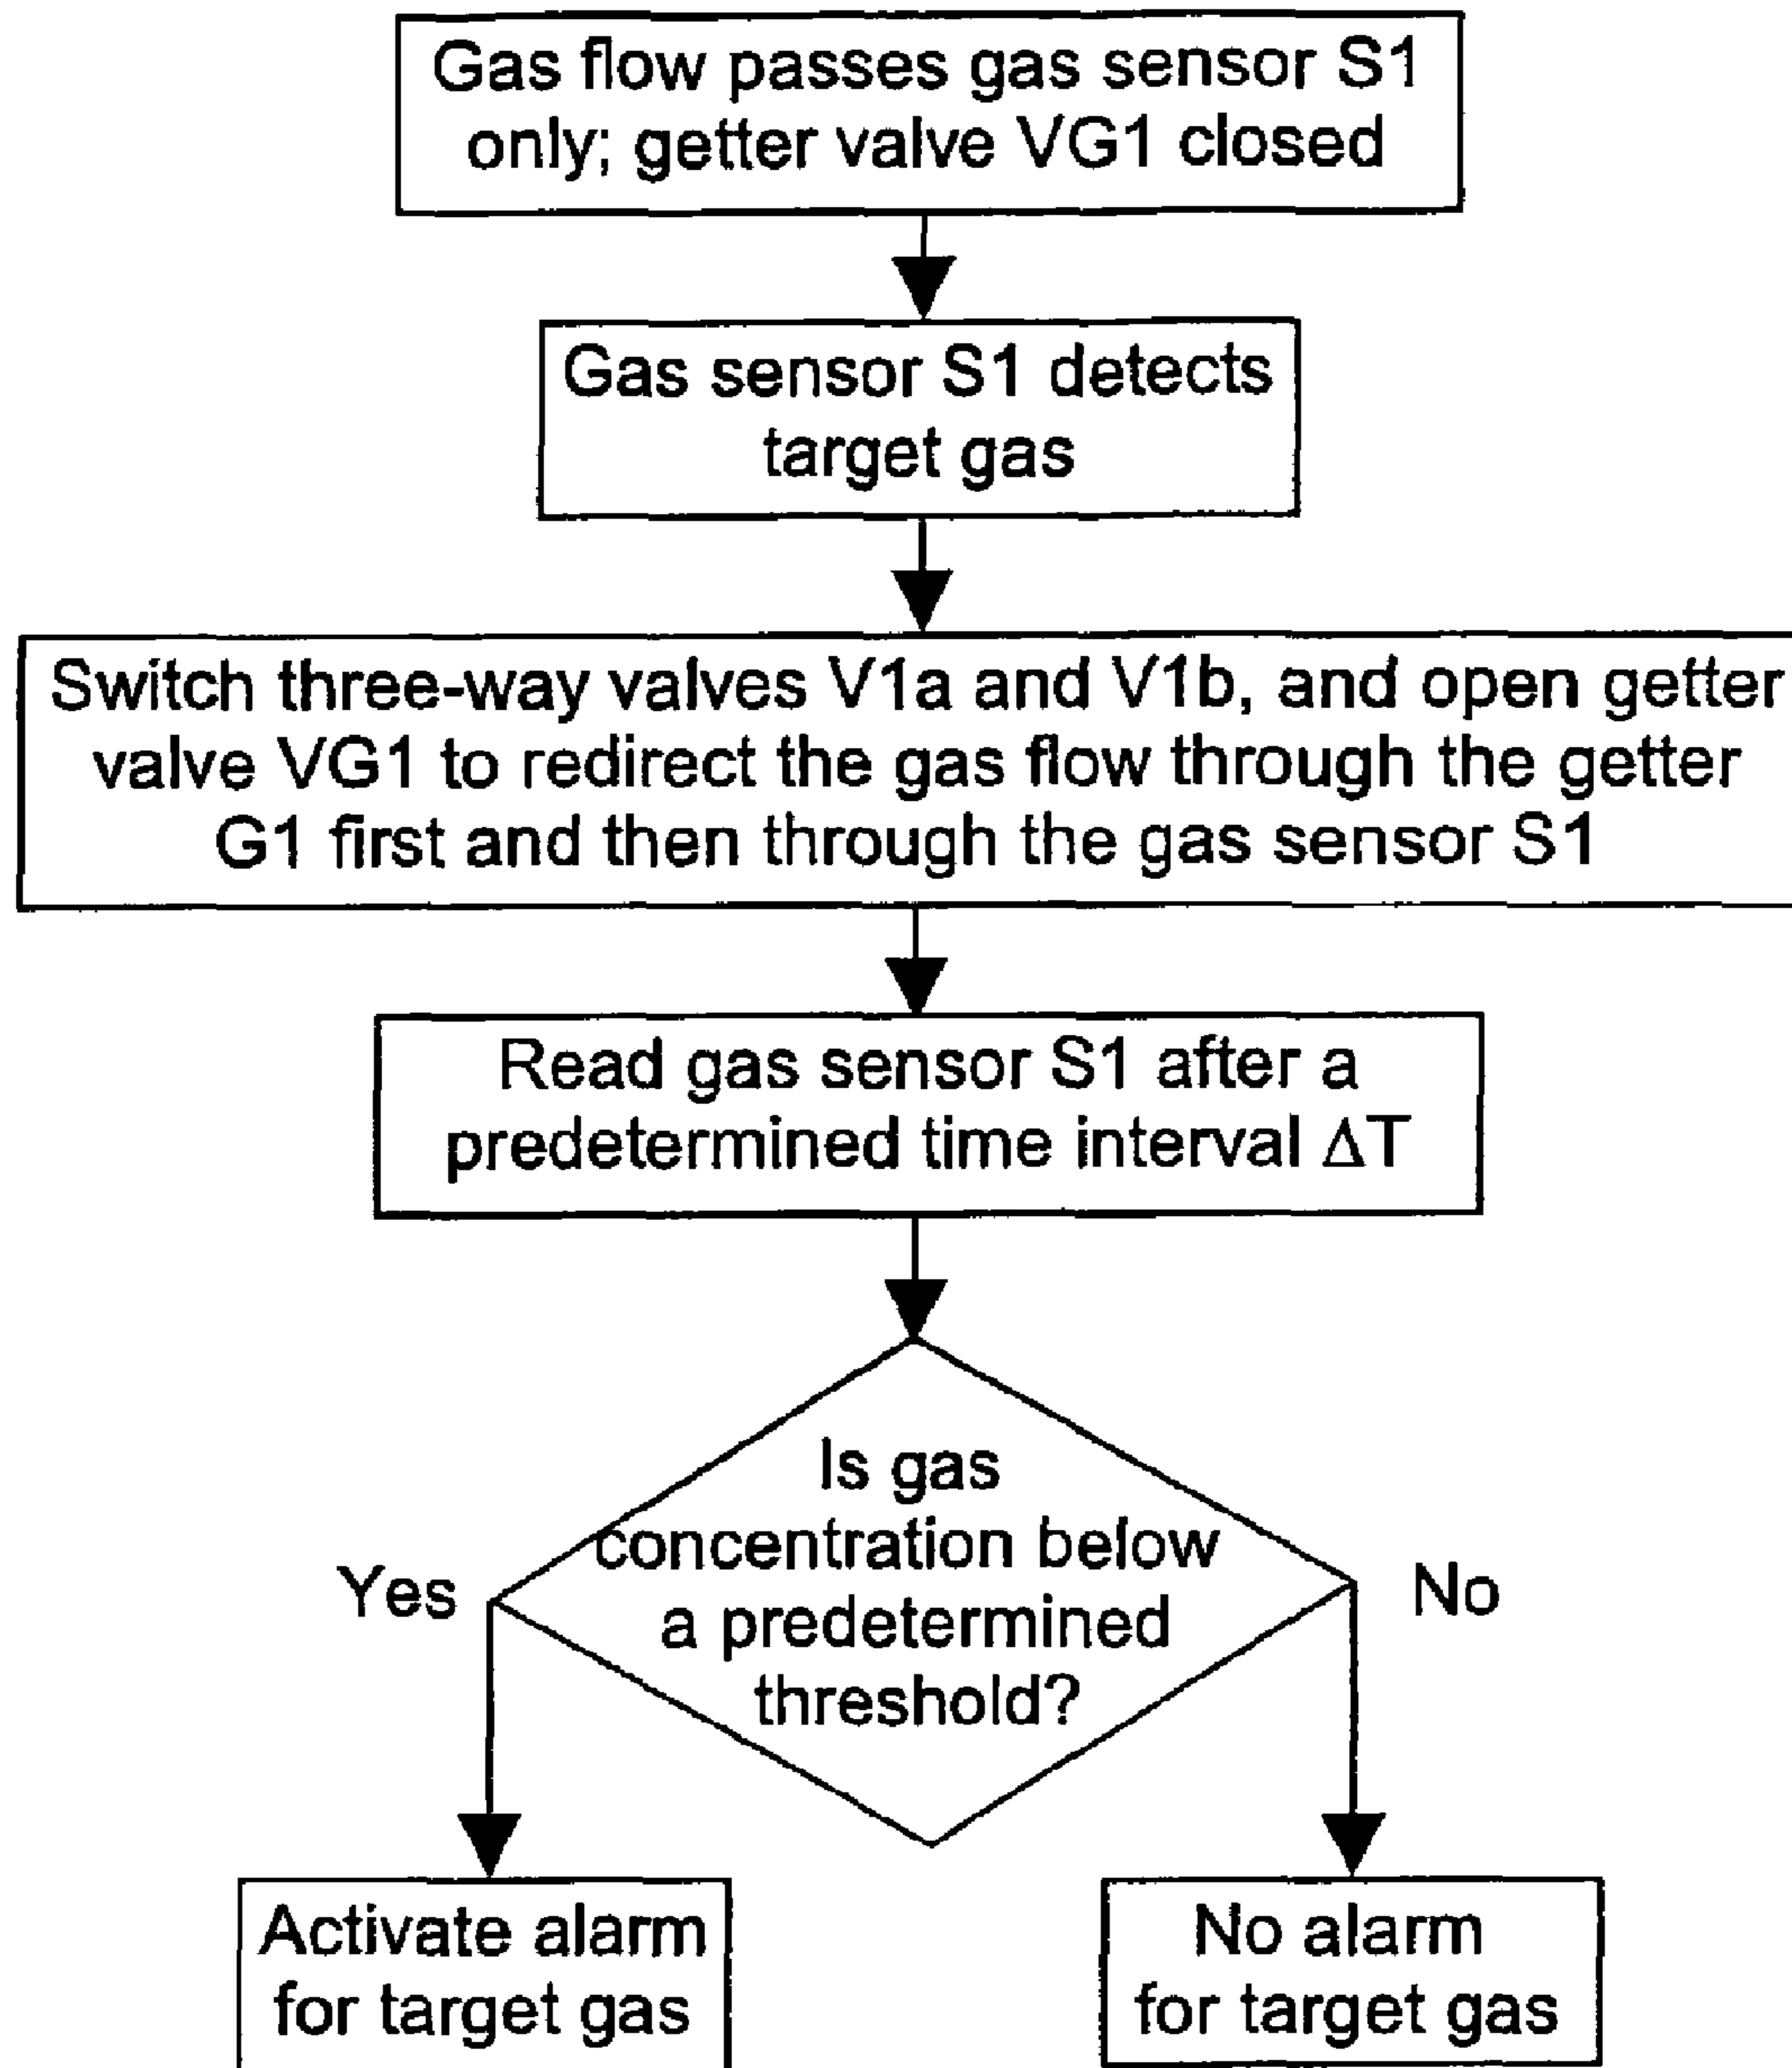 Gas flow passes gas sensor S1
only; getter valve VG1 closed
Gas sensor S1 detects
target gas
Switch three-way valves V1a and V1b, and open getter
valve VG1 to redirect the gas flow through the getter
G1 first and then through the gas sensor S1
Read gas sensor S1 after a
predetermined time interval ΔT
Is gas
concentration below
a predetermined
threshold?
Yes
No
Activate alarm
for target gas
No alarm
for target gas